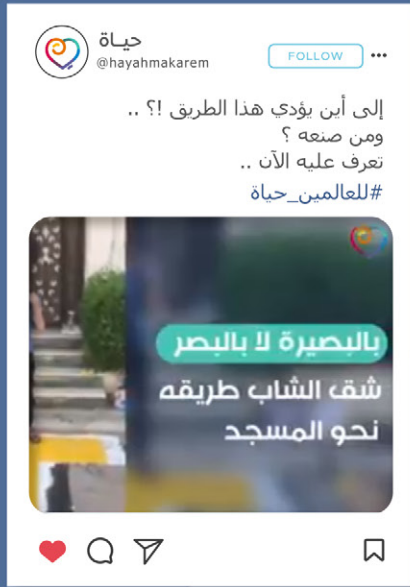 حيـاة
@hayahmakarem
FOLLOW
إلى أين يؤدي هذا الطريق !؟ ..
ومن صنعه ؟
تعرف عليه الآن ..
#للعالمين_حياة
بالبصيرة لا بالبصر
شق الشاب طريقه
نحو المسجد